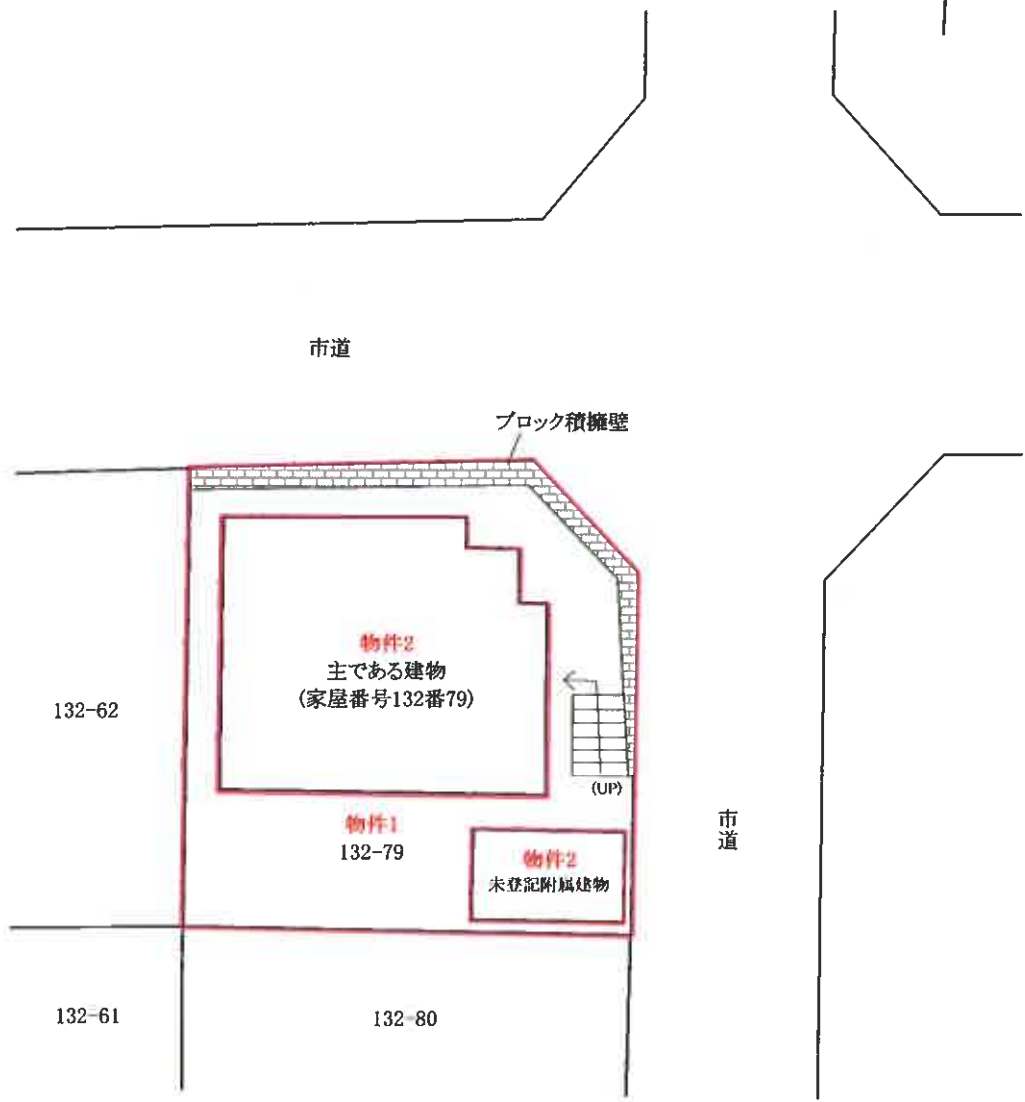 市道
ブロック積擁壁
物件2
主である建物
(家屋番号132番79)
132-62
(UP)
物件1
132-79
市道
物件2
未登記附属建物
132-61
132-80